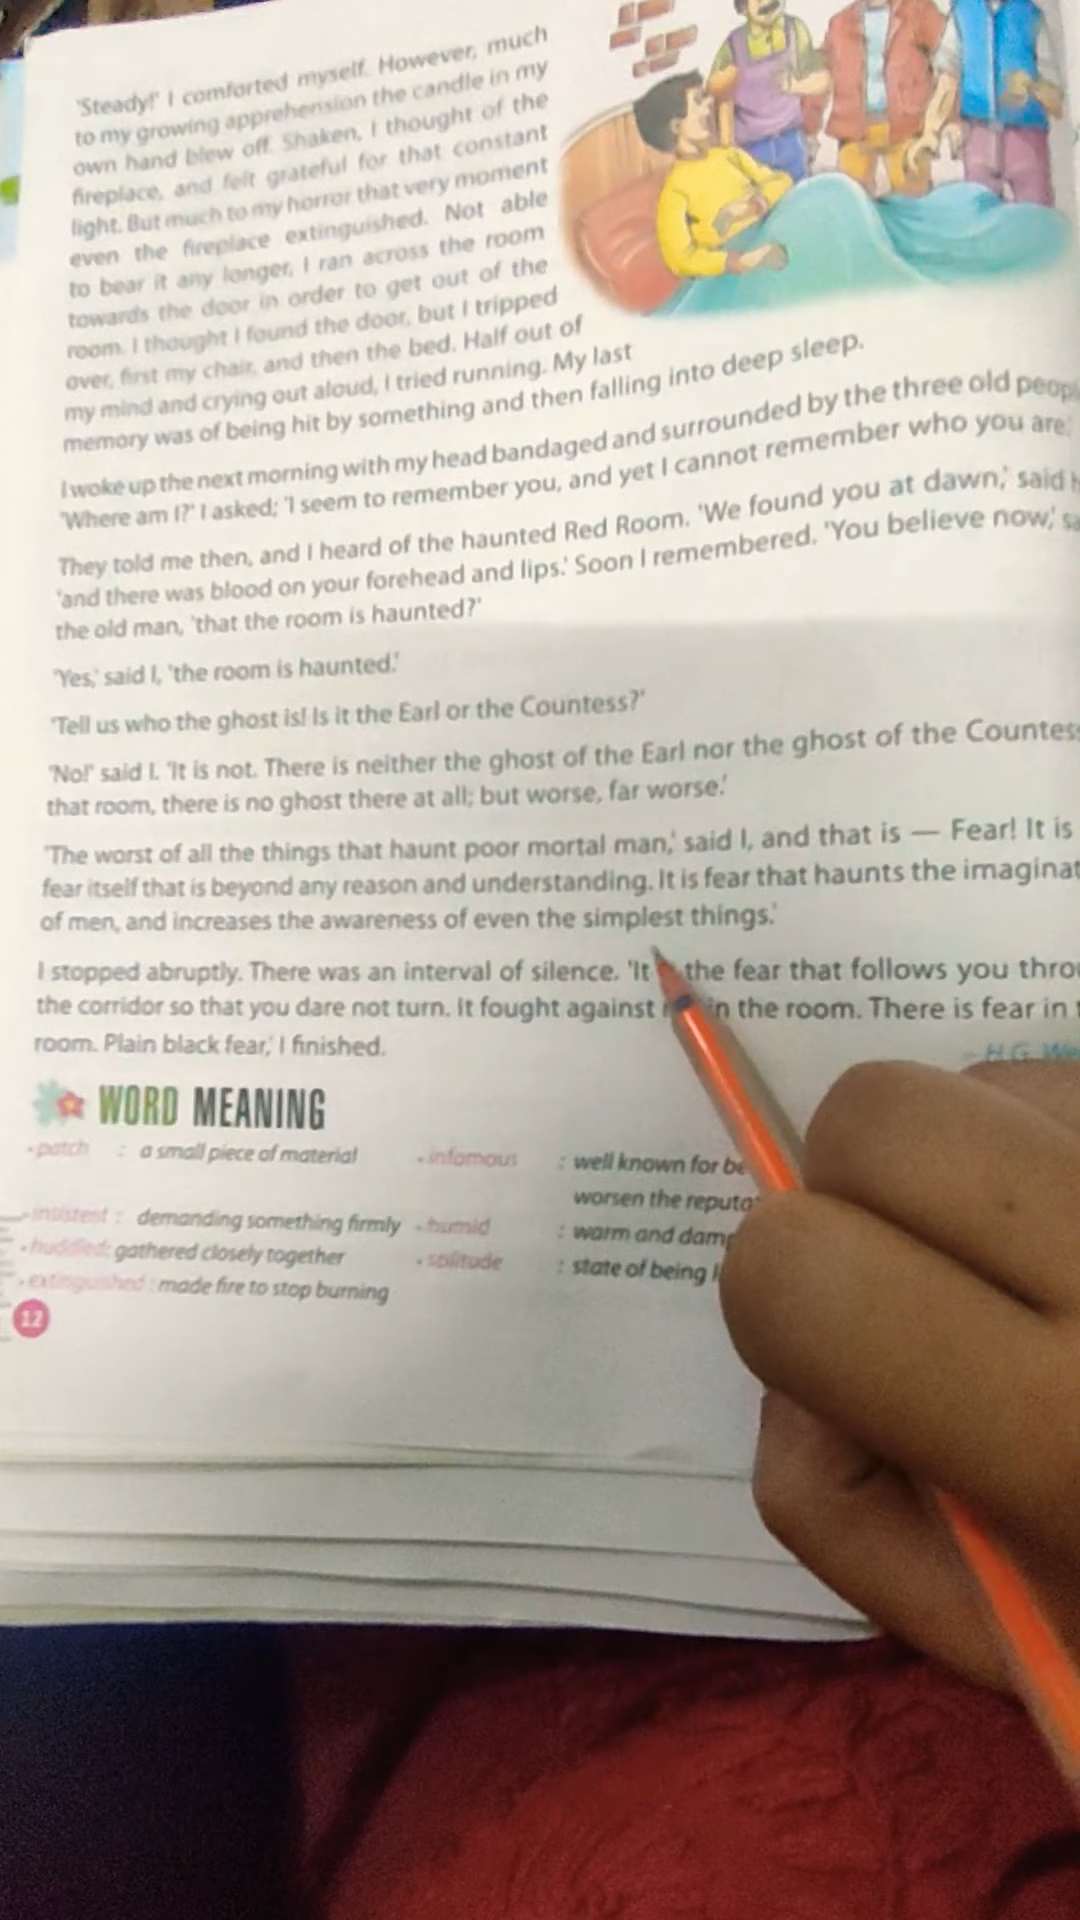 'Steady!' I comforted myself. However, much
to my growing apprehension the candle in my
own hand blew off. Shaken, I thought of the
fireplace, and felt grateful for that constant
light. But much to my horror that very moment
even the fireplace extinguished. Not able
to bear it any longer, I ran across the room
towards the door in order to get out of the
room. I thought I found the door, but I tripped
over, first my chair, and then the bed. Half out of
my mind and crying out aloud, I tried running. My last
memory was of being hit by something and then falling into deep sleep.
I woke up the next morning with my head bandaged and surrounded by the three old peop
'Where am I?' I asked; 'I seem to remember you, and yet I cannot remember who you are.'
They told me then, and I heard of the haunted Red Room. 'We found you at dawn,' said h
'and there was blood on your forehead and lips.' Soon I remembered. 'You believe now,' sa
the old man, 'that the room is haunted?'
'Yes,' said I, 'the room is haunted.'
'Tell us who the ghost is! Is it the Earl or the Countess?'
'No!' said I. 'It is not. There is neither the ghost of the Earl nor the ghost of the Countes
that room, there is no ghost there at all; but worse, far worse.'
'The worst of all the things that haunt poor mortal man,' said I, and that is — Fear! It is
fear itself that is beyond any reason and understanding. It is fear that haunts the imaginat
of men, and increases the awareness of even the simplest things.'
I stopped abruptly. There was an interval of silence. 'It the fear that follows you thro
the corridor so that you dare not turn. It fought against in the room. There is fear in
room. Plain black fear,' I finished.
– H.G. We
WORD MEANING
• patch : a small piece of material • infamous : well known for be
worsen the reputa
• insistent : demanding something firmly • humid : warm and damp
• huddled: gathered closely together • solitude : state of being
• extinguished : made fire to stop burning
12